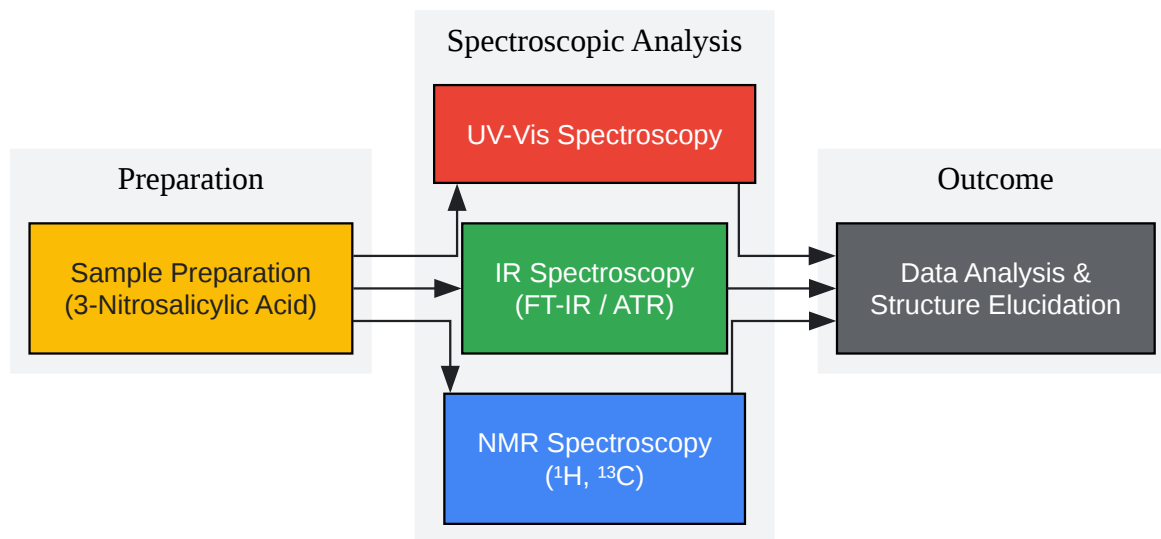 Preparation
Sample Preparation
(3-Nitrosalicylic Acid)
Spectroscopic Analysis
UV-Vis Spectroscopy
IR Spectroscopy
(FT-IR / ATR)
NMR Spectroscopy
(¹H, ¹³C)
Outcome
Data Analysis &
Structure Elucidation